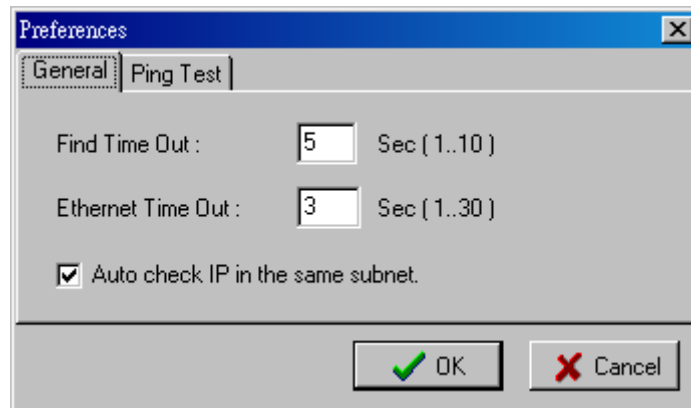 Preferences
General Ping Test
Find Time Out : 5 Sec ( 1..10 )
Ethernet Time Out : 3 Sec ( 1..30 )
Auto check IP in the same subnet.
OK Cancel